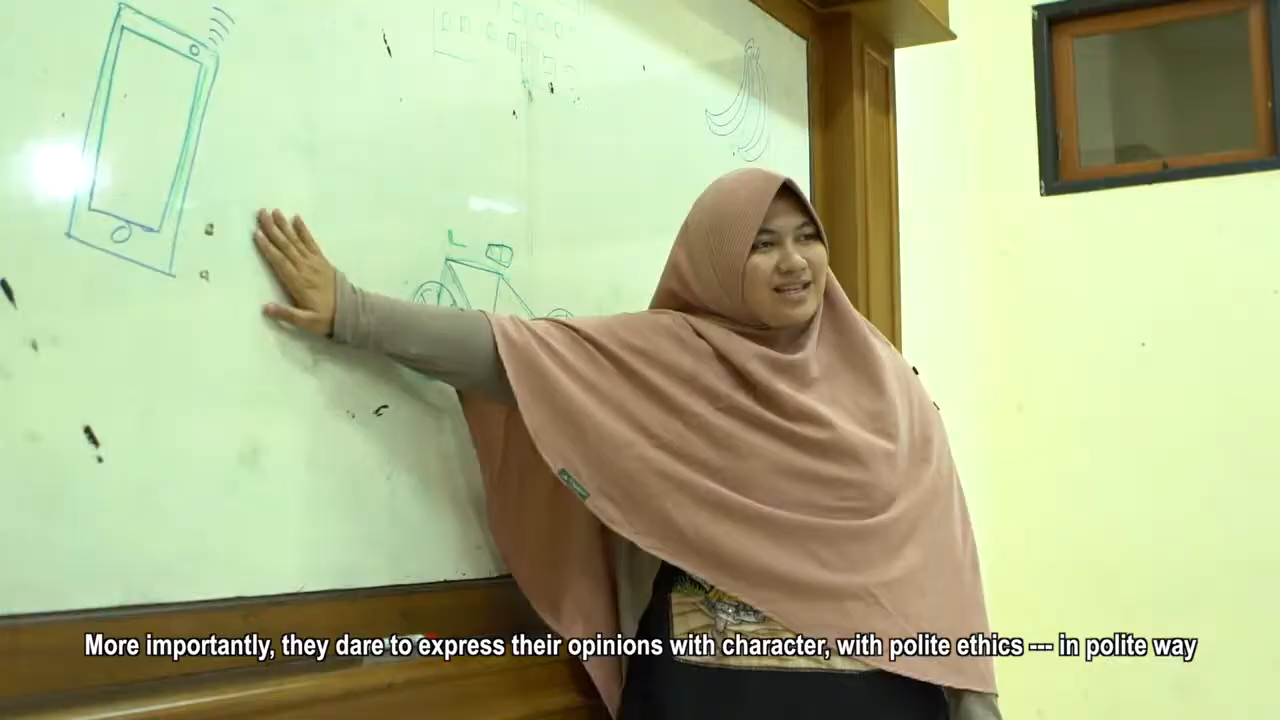 More importantly, they dare to express their opinions with character, with polite ethics --- in polite way